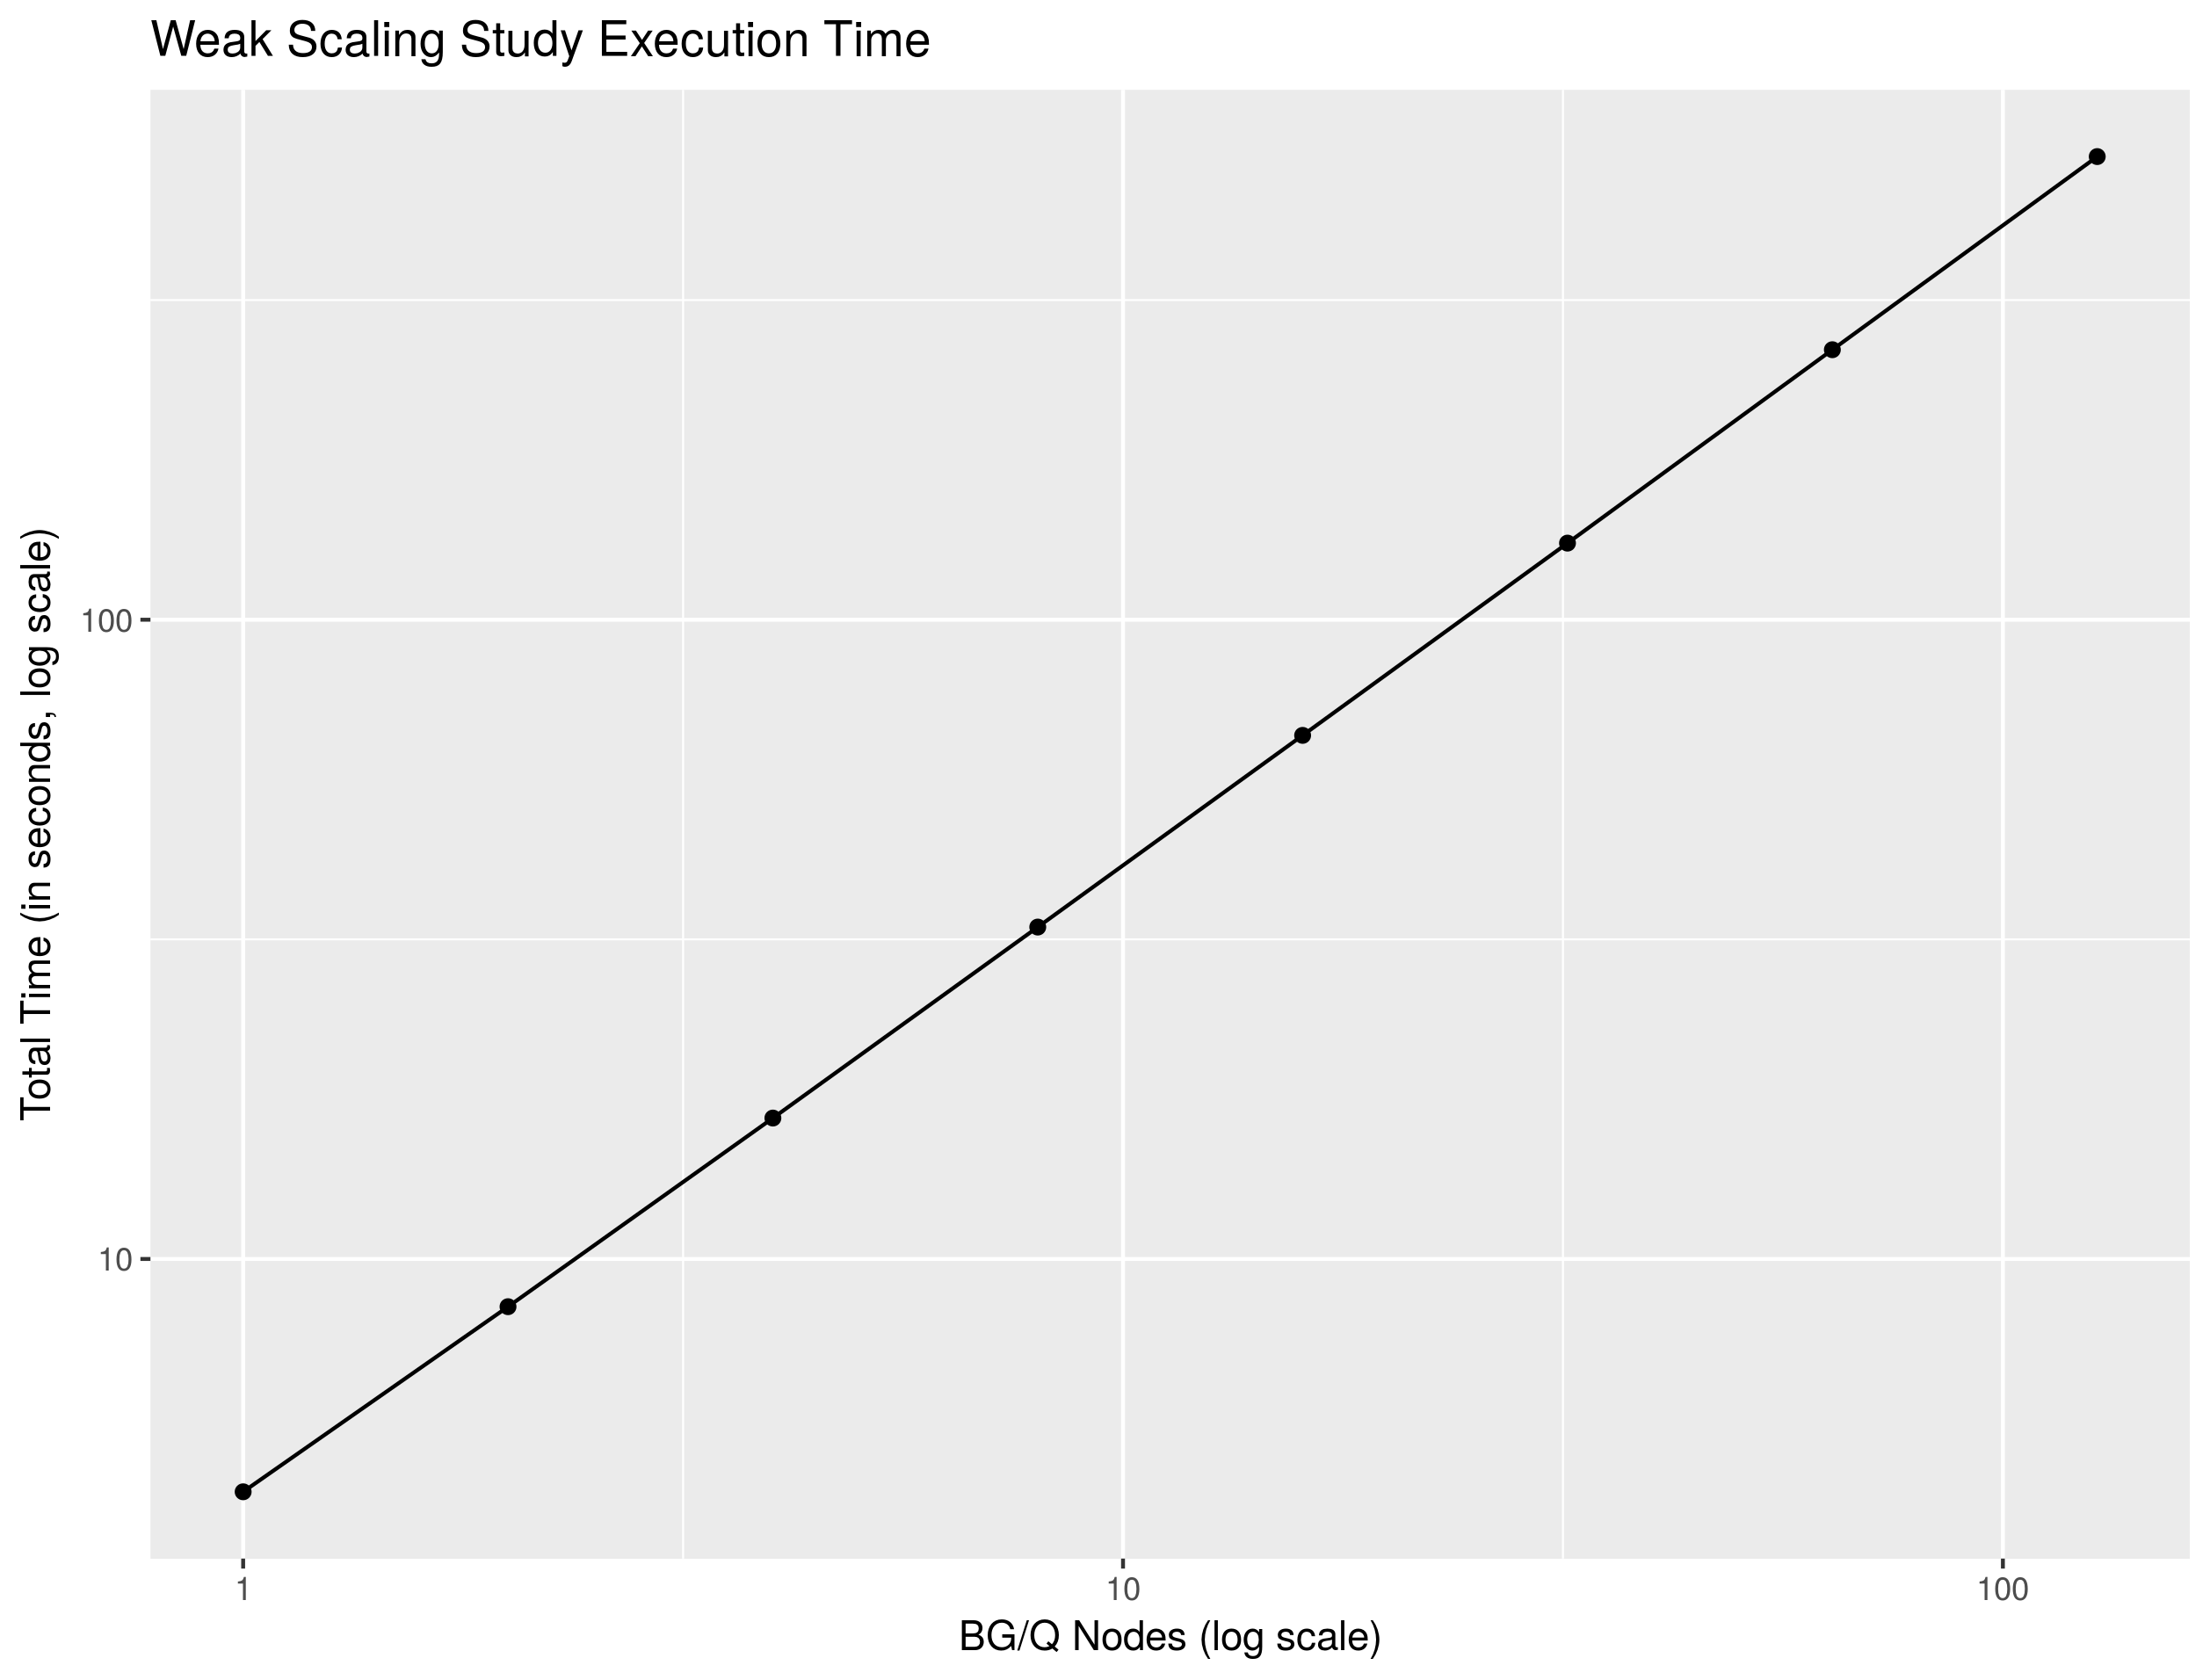 Weak Scaling Study Execution Time
Total Time (in seconds, log scale)
100
10
1
10
100
BG/Q Nodes (log scale)